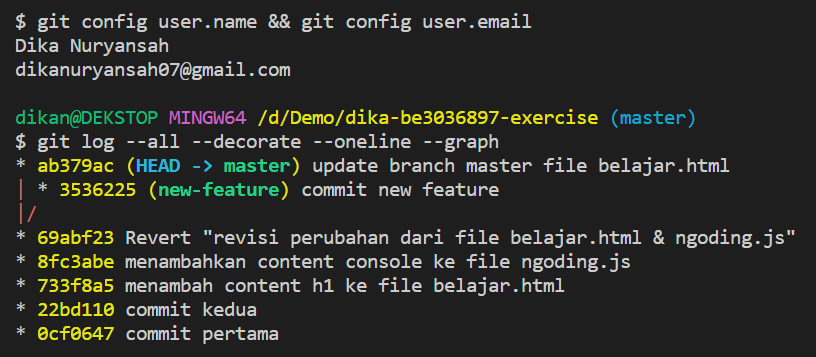 $ git config user.name && git config user.email
Dika Nuryansah
dikanuryansah07@gmail.com
dikan@DEKSTOP MINGW64 /d/Demo/dika-be3036897-exercise (master)
$ git log --all --decorate --oneline --graph
* ab379ac (HEAD -> master) update branch master file belajar.html
| * 3536225 (new-feature) commit new feature
|/
* 69abf23 Revert "revisi perubahan dari file belajar.html & ngoding.js"
* 8fc3abe menambahkan content console ke file ngoding.js
* 733f8a5 menambah content h1 ke file belajar.html
* 22bd110 commit kedua
* 0cf0647 commit pertama